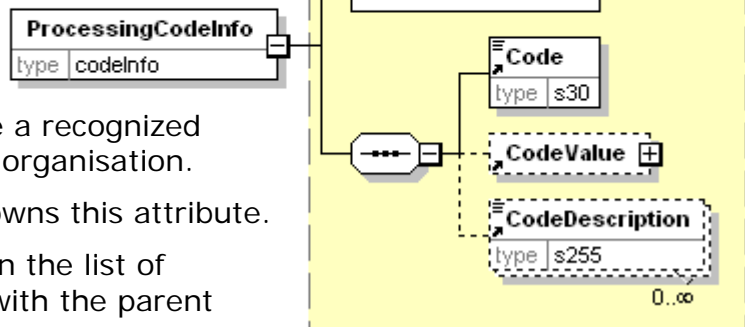 ProcessingCodeInfo
type codeInfo
Code
type s30
e a recognized
organisation.
CodeValue
owns this attribute.
CodeDescription
n the list of
type s255
with the parent
0..∞